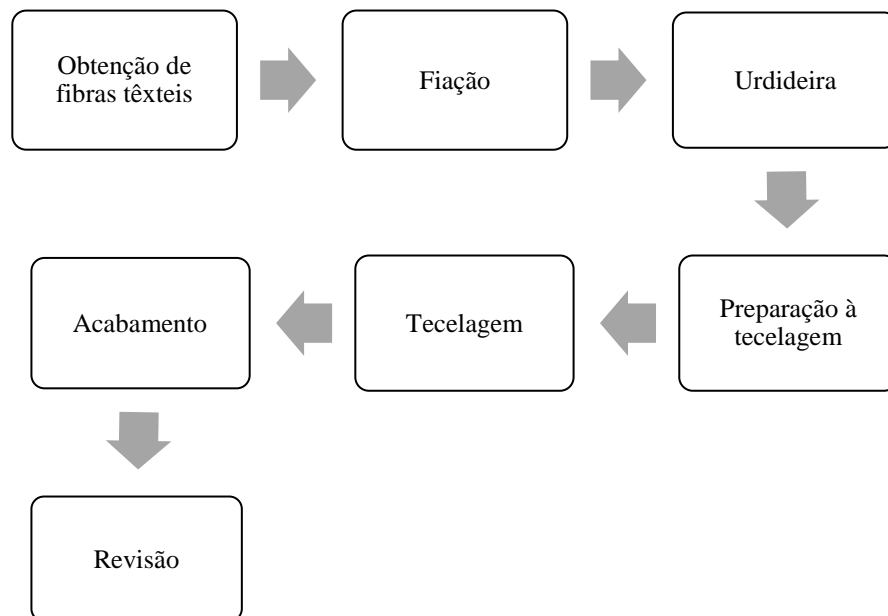 Obtenção de
fibras têxteis
Fiação
Urdideira
Preparação à
tecelagem
Tecelagem
Acabamento
Revisão